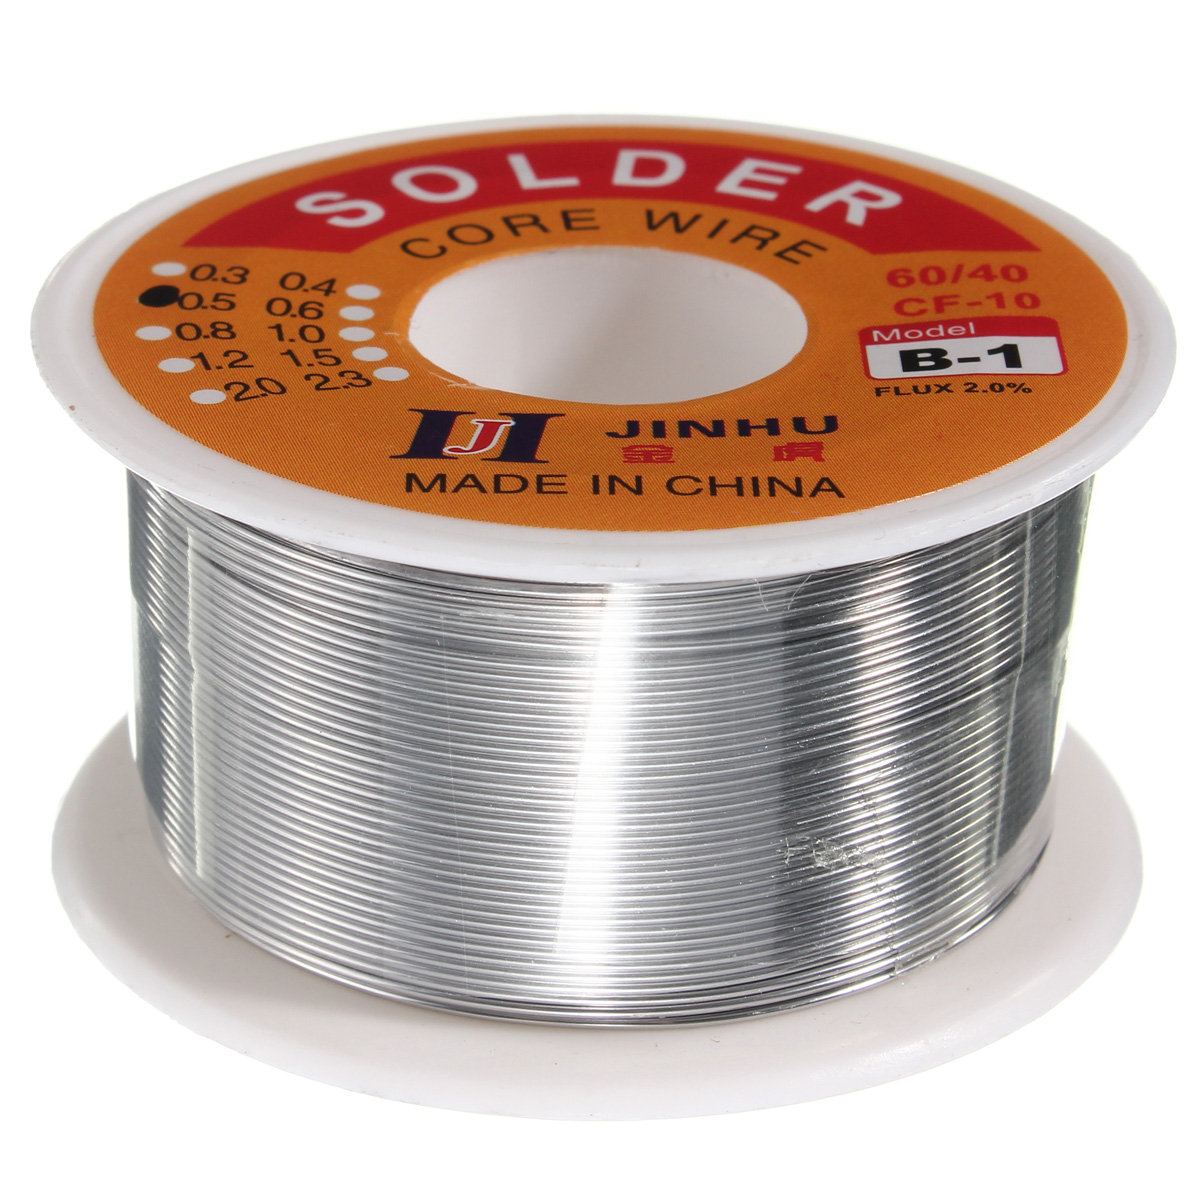 SOLDER
CORE WIRE
0.3 0.4
0.5 0.6
0.8 1.0
1.2 1.5
2.0 2.3
60/40
CF-10
Model
B-1
FLUX 2.0%
JINHU
金虎
MADE IN CHINA